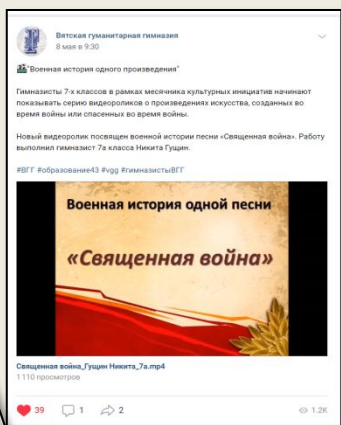 Вятская гуманитарная гимназия
8 мая в 9:30
"Военная история одного произведения"
Гимназисты 7-х классов в рамках месячника культурных инициатив начинают
показывать серию видеороликов о произведениях искусства, созданных во
время войны или спасенных во время войны.
Новый видеоролик посвящен военной истории песни «Священная война». Работу
выполнил гимназист 7а класса Никита Гущин.
#ВГГ #образование43 #vgg #гимназистыВГГ
Военная история одной песни
«Священная война»
Священная война_Гущин Никита_7а.mp4
1 110 просмотров
39 1 2 1.2K